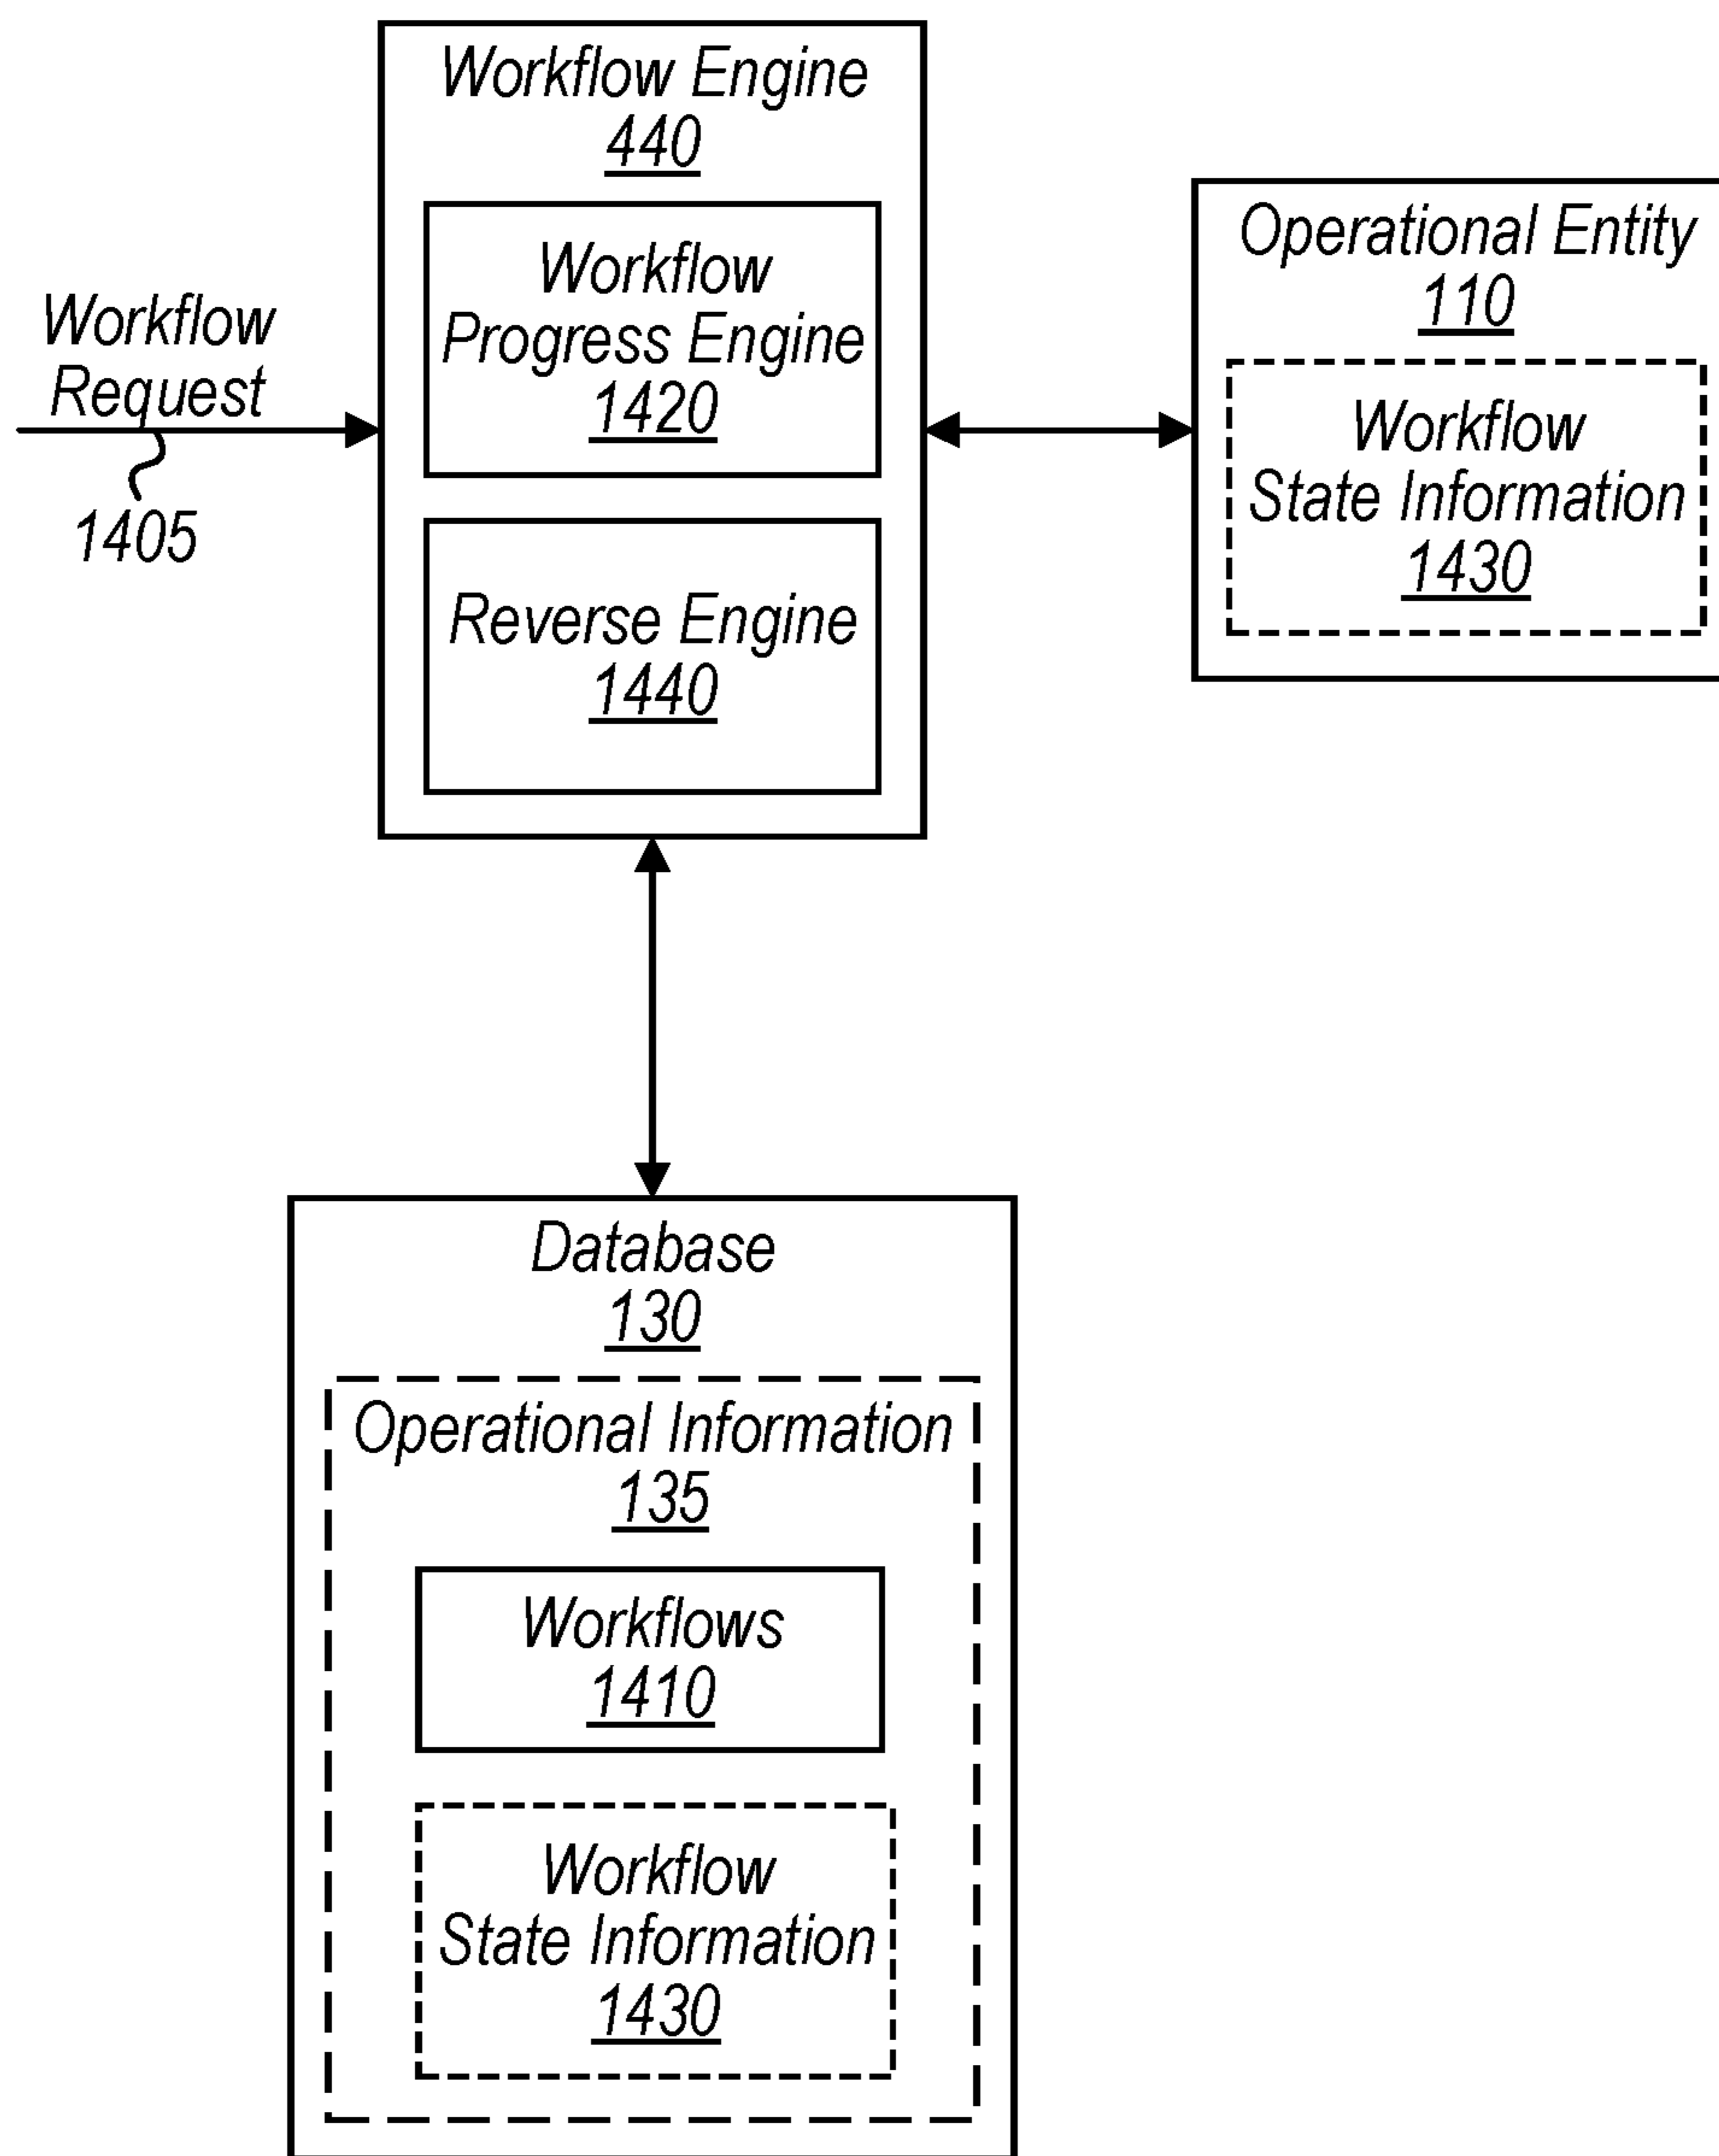 Workflow Engine
440
Workflow
Progress Engine
1420
Reverse Engine
1440
Workflow
Request
1405
Operational Entity
110
Workflow
State Information
1430
Database
130
Operational Information
135
Workflows
1410
Workflow
State Information
1430